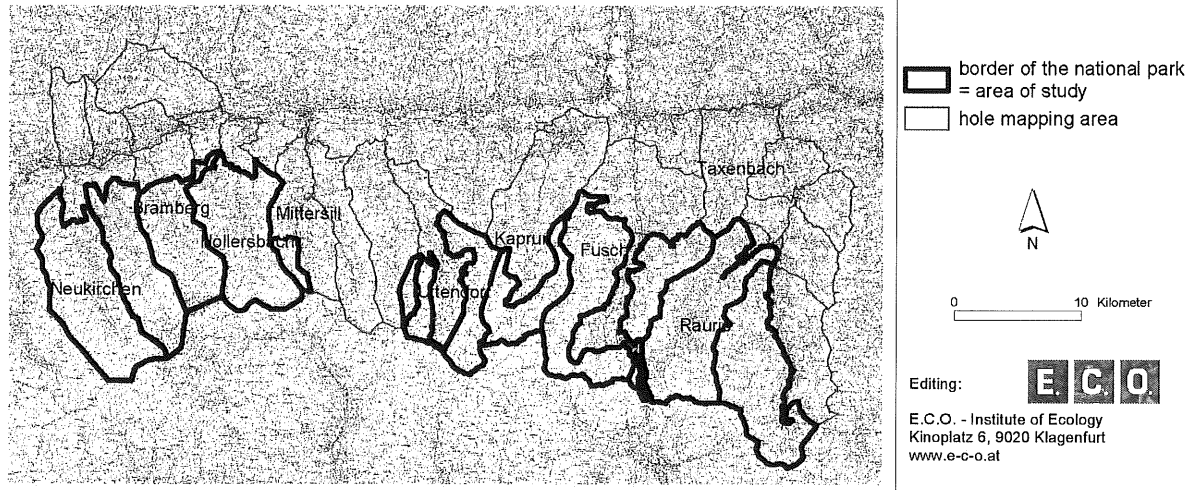 border of the national park
= area of study
hole mapping area
Taxenbach
Bramberg
Mittersill
Hollersbach
Kaprun
Fusch
Neukirchen
Uttendorf
Rauris
N
0 10 Kilometer
Editing:
E.C.O.
E.C.O. - Institute of Ecology
Kinoplatz 6, 9020 Klagenfurt
www.e-c-o.at